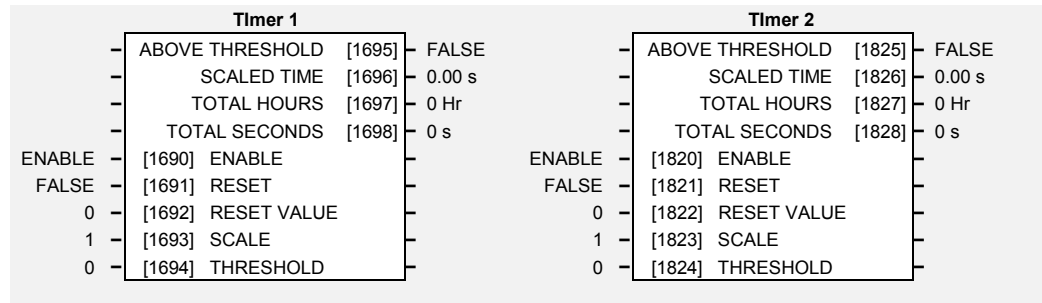 TImer 1
ABOVE THRESHOLD [1695] FALSE
SCALED TIME [1696] 0.00 s
TOTAL HOURS [1697] 0 Hr
TOTAL SECONDS [1698] 0 s
ENABLE [1690] ENABLE
FALSE [1691] RESET
0 [1692] RESET VALUE
1 [1693] SCALE
0 [1694] THRESHOLD
TImer 2
ABOVE THRESHOLD [1825] FALSE
SCALED TIME [1826] 0.00 s
TOTAL HOURS [1827] 0 Hr
TOTAL SECONDS [1828] 0 s
ENABLE [1820] ENABLE
FALSE [1821] RESET
0 [1822] RESET VALUE
1 [1823] SCALE
0 [1824] THRESHOLD